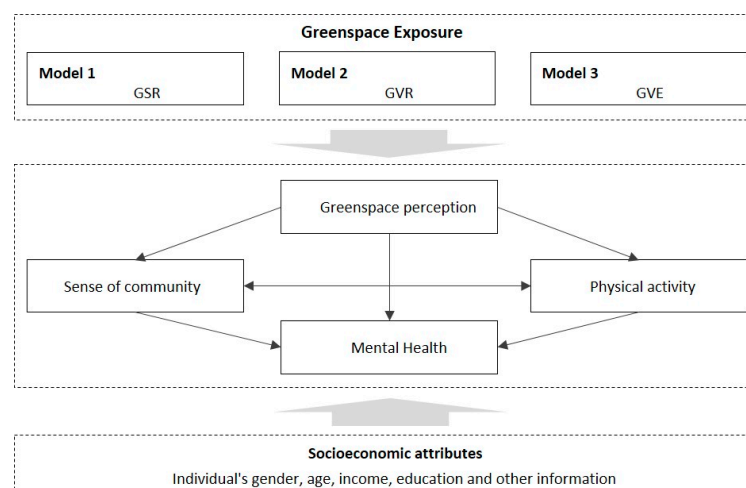 Greenspace Exposure
Model 1
GSR
Model 2
GVR
Model 3
GVE
Greenspace perception
Sense of community
Physical activity
Mental Health
Socioeconomic attributes
Individual's gender, age, income, education and other information